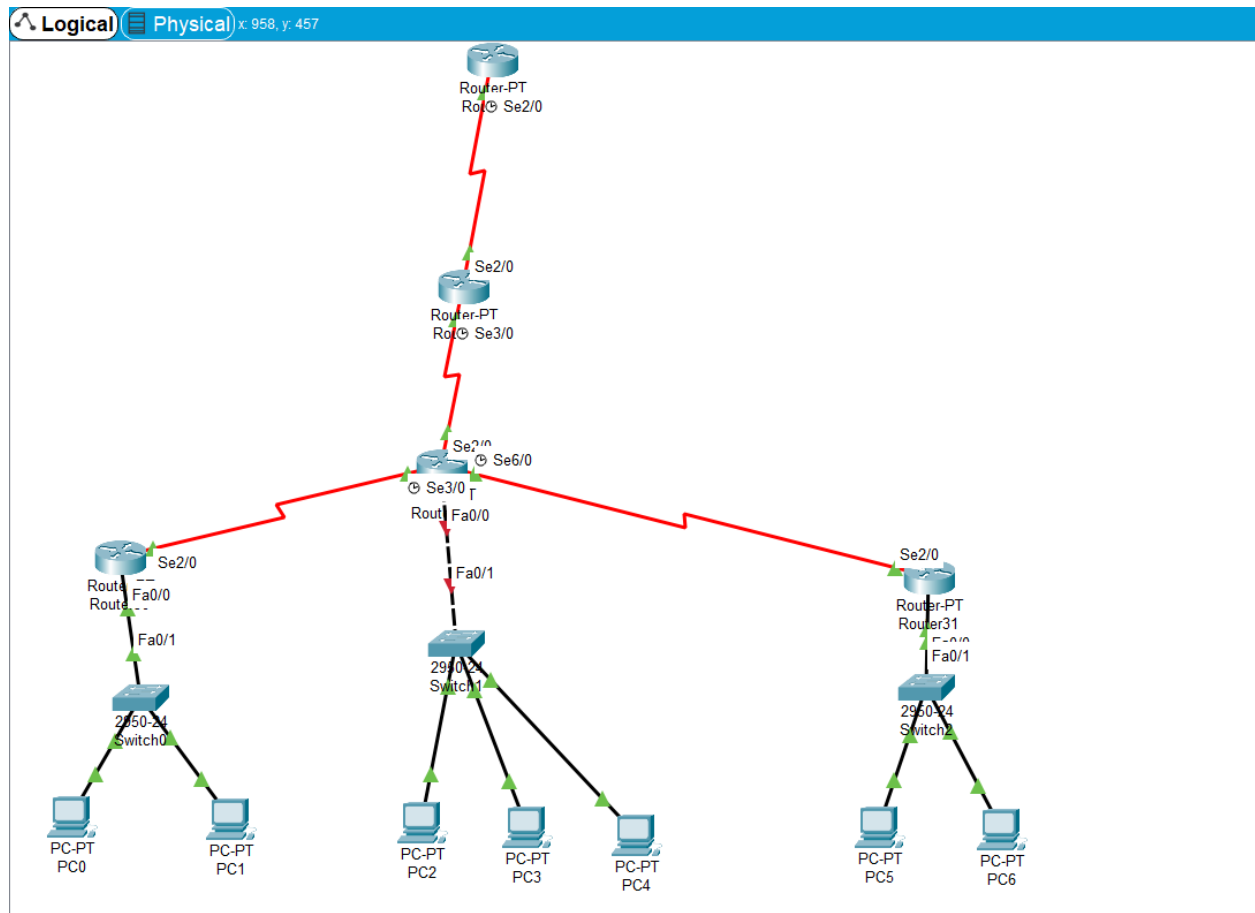 Logical Physical x: 958, y: 457
Router-PT
Se2/0
Se2/0
Router-PT
Se3/0
Se6/0
Se3/0
Fa0/0
Fa0/1
Se2/0
Fa0/0
Fa0/1
2950-24
Switch0
PC-PT
PC0
PC-PT
PC1
2950-24
Switch1
PC-PT
PC2
PC-PT
PC3
PC-PT
PC4
Se2/0
Router-PT
Router31
Fa0/1
2950-24
Switch2
PC-PT
PC5
PC-PT
PC6